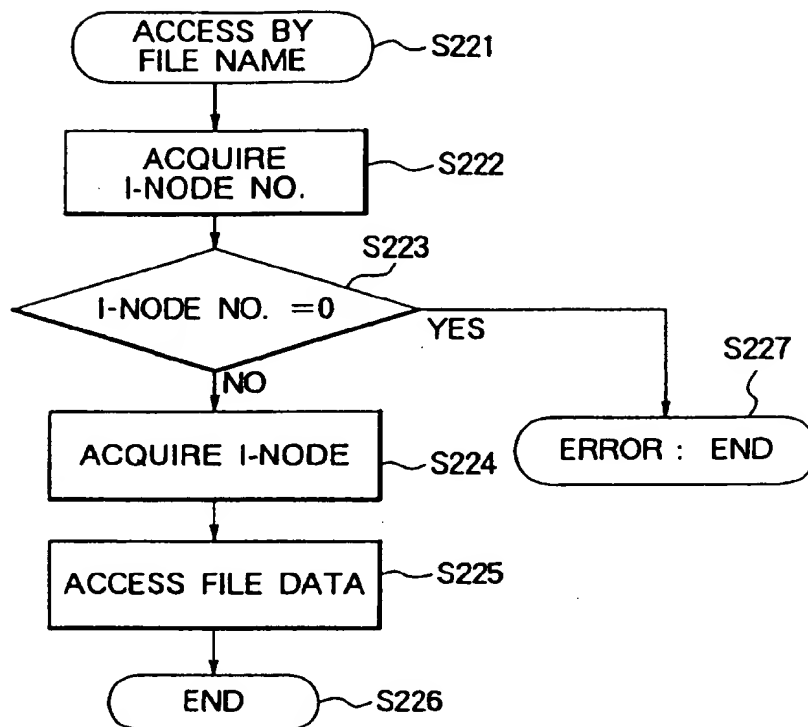 ACCESS BY
FILE NAME
S221
ACQUIRE
I-NODE NO.
S222
S223
I-NODE NO. =0
YES
NO
S227
ACQUIRE I-NODE
S224
ERROR : END
ACCESS FILE DATA
S225
END
S226